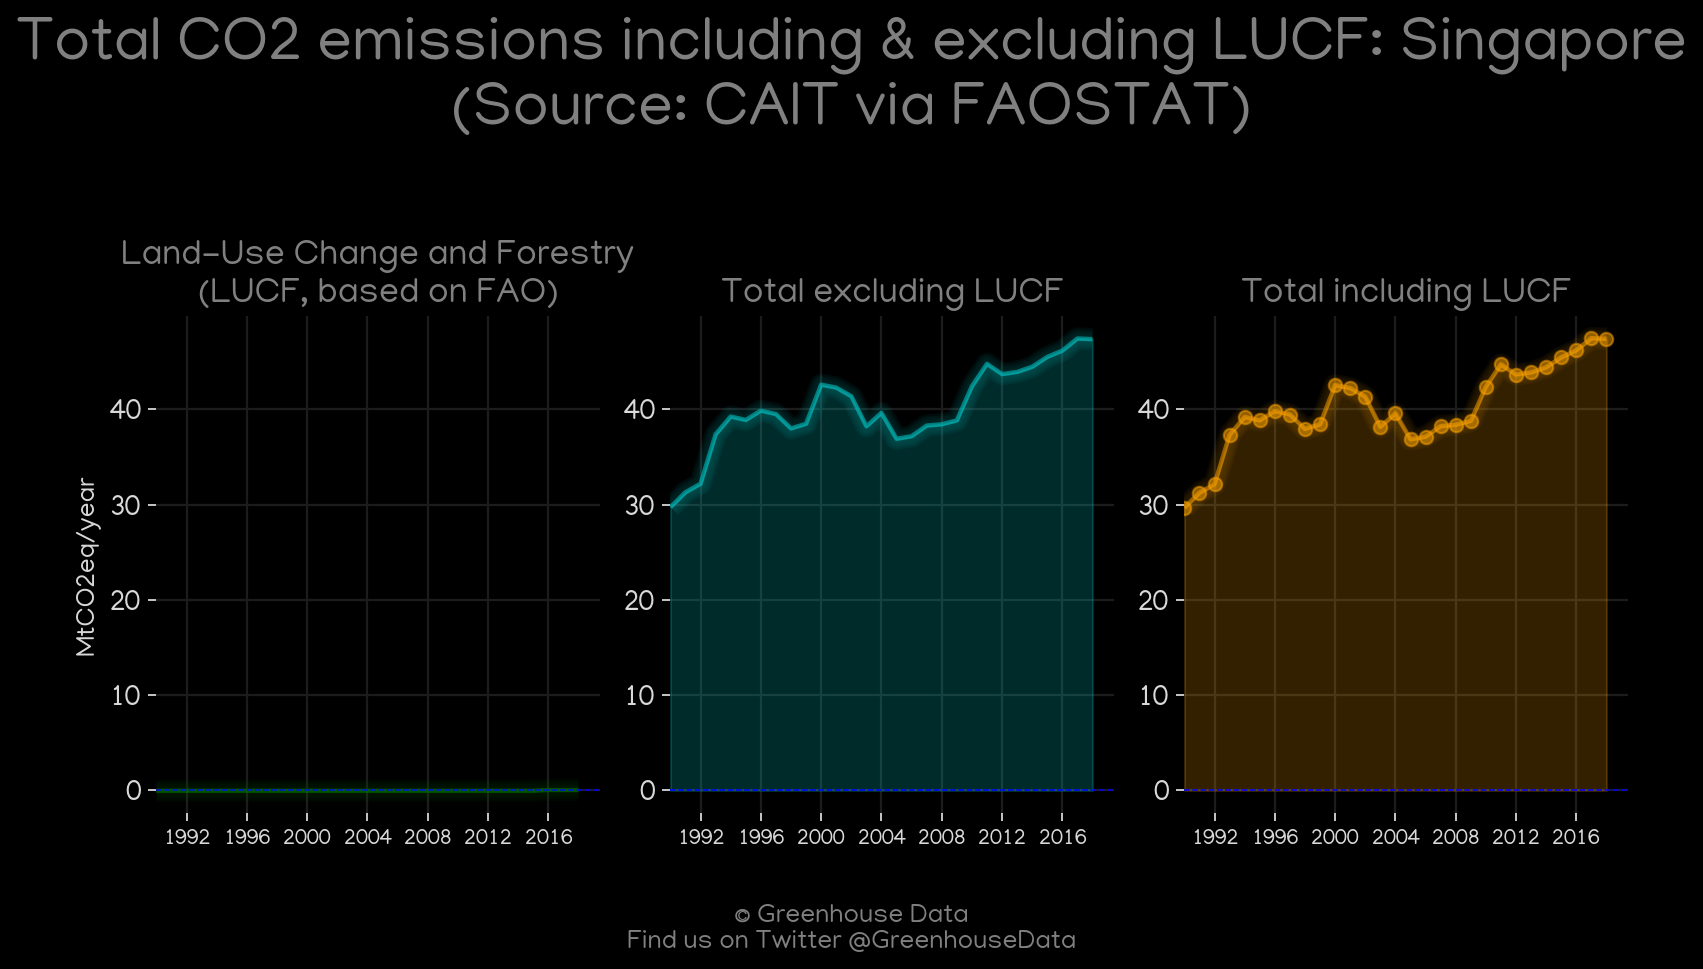 Total CO2 emissions including & excluding LUCF: Singapore
(Source: CAIT via FAOSTAT)
Land-Use Change and Forestry
(LUCF, based on FAO)
Total excluding LUCF
Total including LUCF
MtCO2eq/year
40
30
20
10
0
1992 1996 2000 2004 2008 2012 2016
40
30
20
10
0
1992 1996 2000 2004 2008 2012 2016
40
30
20
10
0
1992 1996 2000 2004 2008 2012 2016
© Greenhouse Data
Find us on Twitter @GreenhouseData